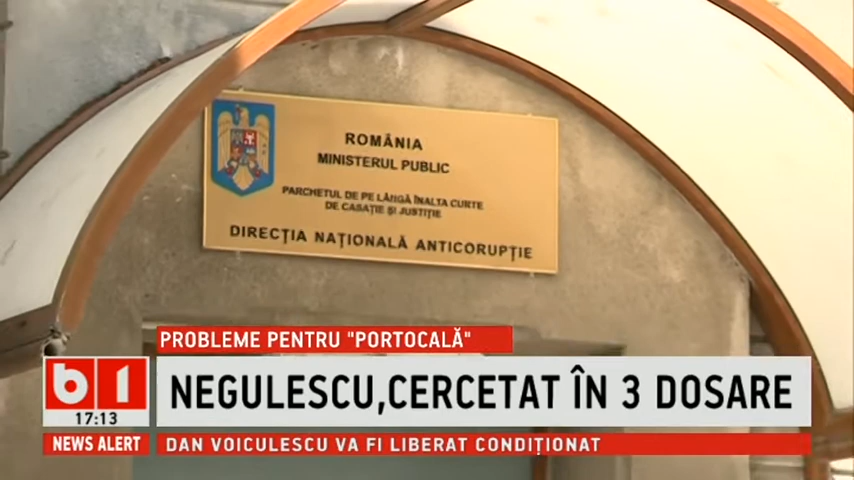 ROMÂNIA
MINISTERUL PUBLIC
PARCHETUL DE PE LÂNGĂ ÎNALTA CURTE
DE CASAȚIE ȘI JUSTIȚIE
DIRECȚIA NAȚIONALĂ ANTICORUPȚIE
PROBLEME PENTRU "PORTOCALĂ"
b1
NEGULESCU,CERCETAT ÎN 3 DOSARE
17:13
NEWS ALERT
DAN VOICULESCU VA FI LIBERAT CONDIȚIONAT